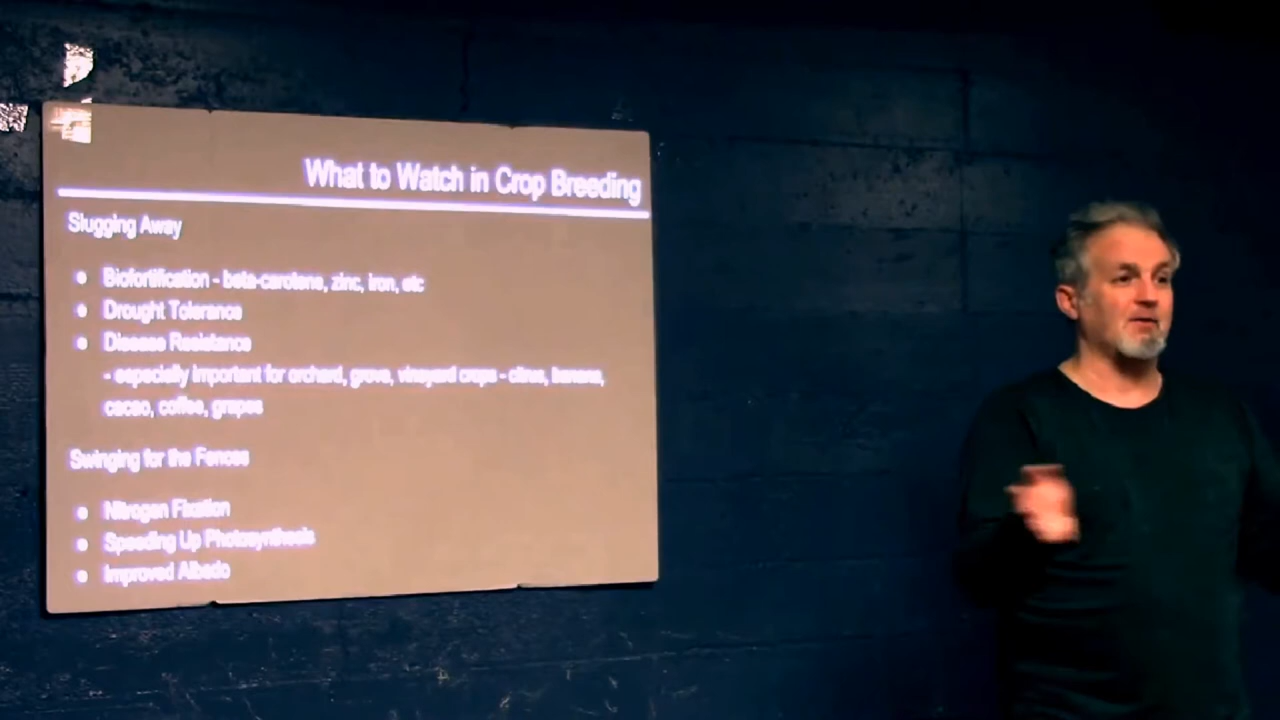 What to Watch in Crop Breeding
Slugging Away
• Biofortification - beta-carotene, zinc, iron, etc
• Drought Tolerance
• Disease Resistance
- especially important for orchard, grove, vineyard crops - citrus, banana,
cacao, coffee, grapes
Swinging for the Fences
• Nitrogen Fixation
• Speeding Up Photosynthesis
• Improved Albedo